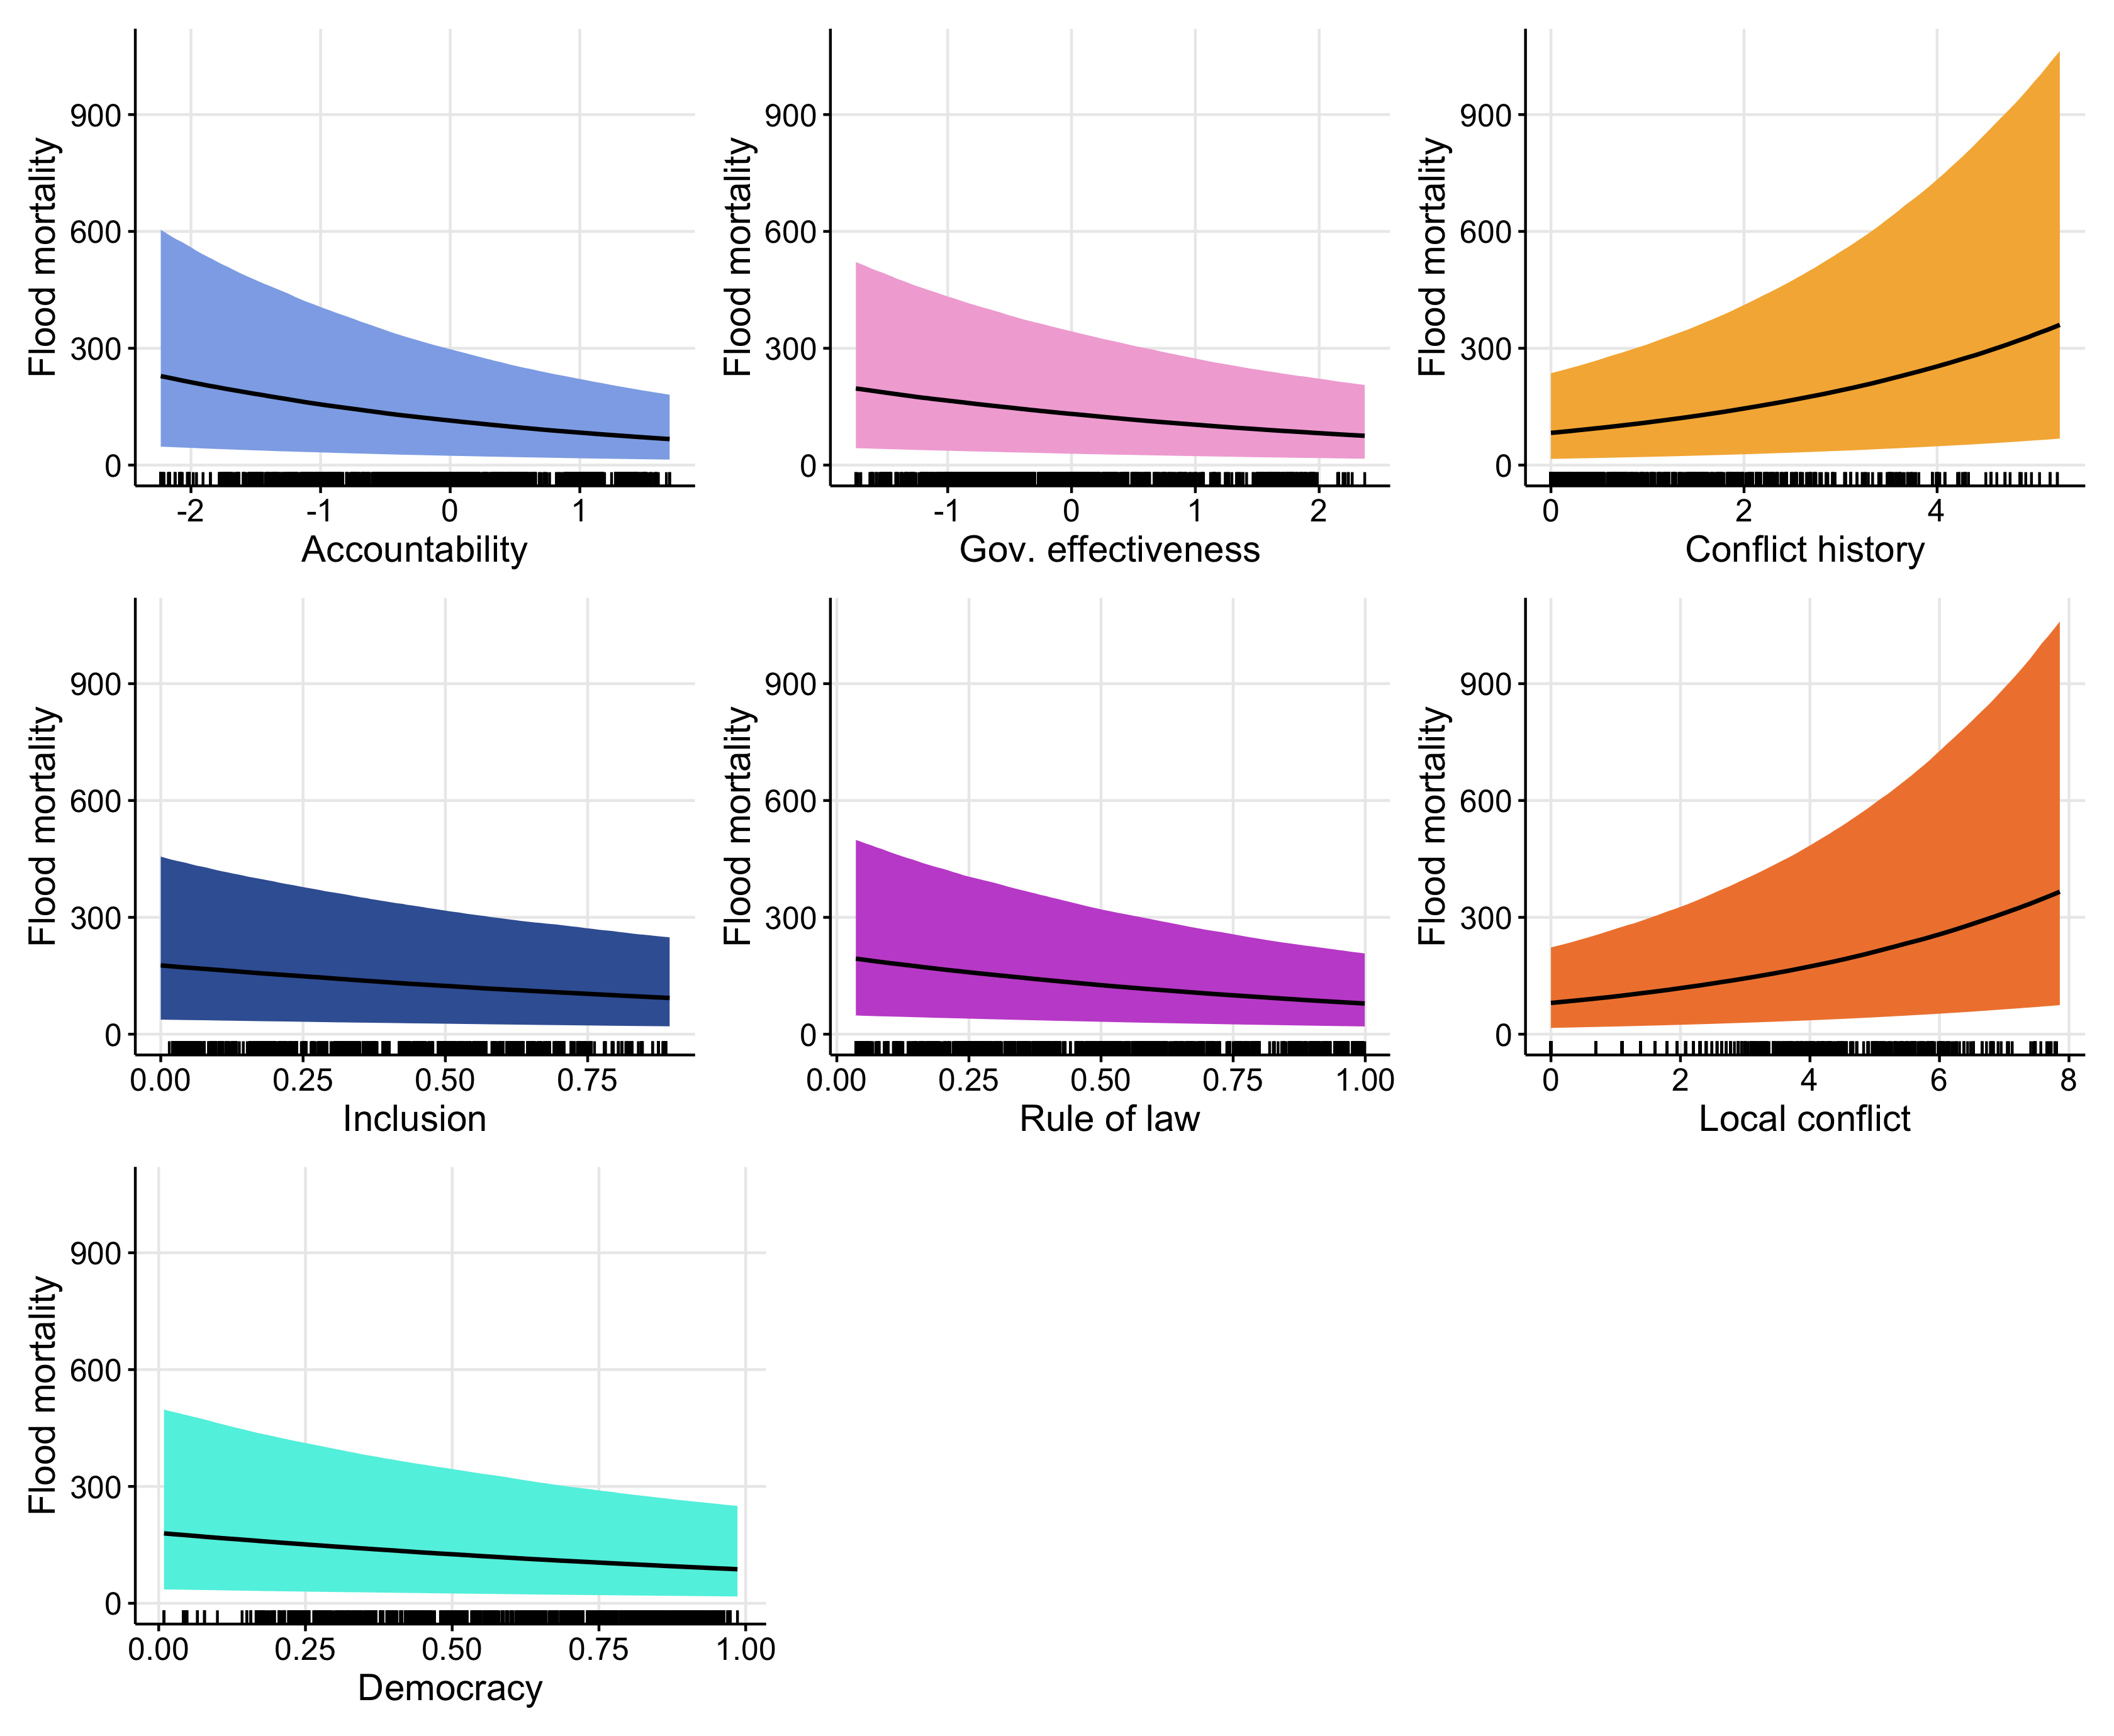 Flood mortality
900
600
300
0
-2 -1 0 1
Accountability
Flood mortality
900
600
300
0
-1 0 1 2
Gov. effectiveness
Flood mortality
900
600
300
0
0 2 4
Conflict history
Flood mortality
900
600
300
0
0.00 0.25 0.50 0.75
Inclusion
Flood mortality
900
600
300
0
0.00 0.25 0.50 0.75 1.00
Rule of law
Flood mortality
900
600
300
0
0 2 4 6 8
Local conflict
Flood mortality
900
600
300
0
0.00 0.25 0.50 0.75 1.00
Democracy